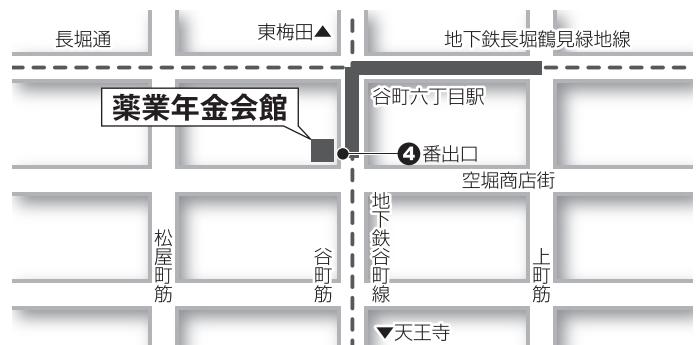 長堀通
東梅田▲
地下鉄長堀鶴見緑地線
薬業年金会館
谷町六丁目駅
4番出口
空堀商店街
松屋町筋
谷町筋
地下鉄谷町線
上町筋
▼天王寺